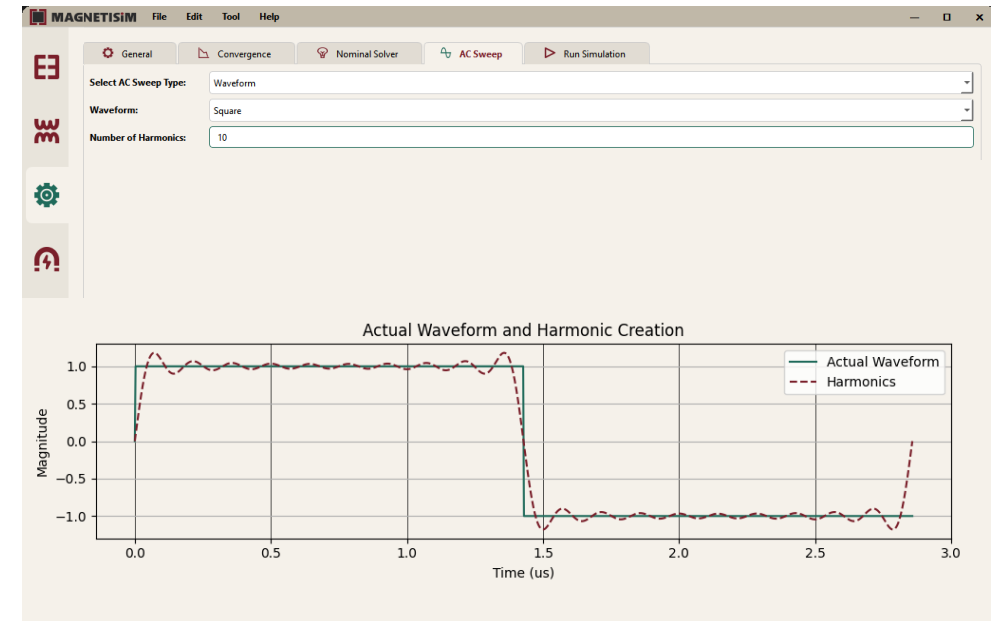 MAGNETISiM File Edit Tool Help
General Convergence Nominal Solver AC Sweep Run Simulation
Select AC Sweep Type: Waveform
Waveform: Square
Number of Harmonics: 10
Actual Waveform and Harmonic Creation
Actual Waveform
Harmonics
1.0
0.5
0.0
−0.5
−1.0
Magnitude
0.0 0.5 1.0 1.5 2.0 2.5 3.0
Time (us)